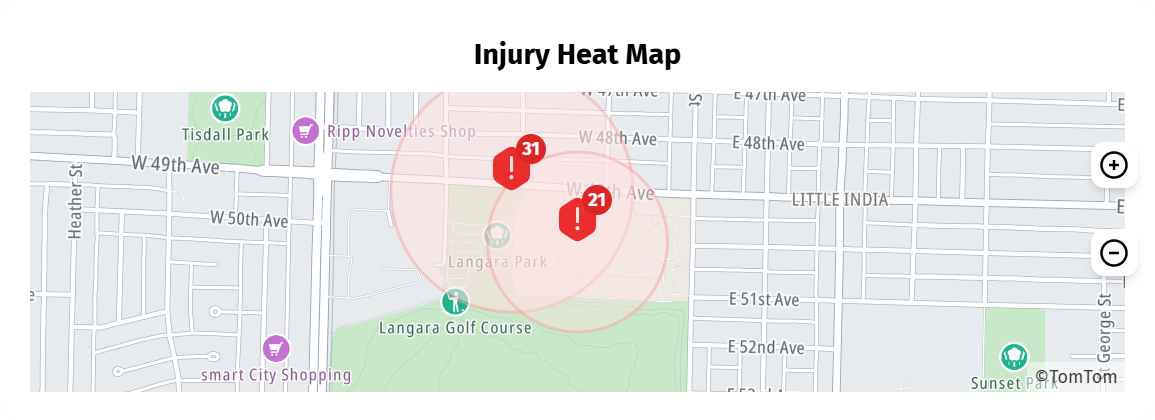 Injury Heat Map
W 47th Ave
St
E 47th Ave
Tisdall Park
Ripp Novelties Shop
31
W 48th Ave
E 48th Ave
W 49th Ave
W 49th Ave
21
LITTLE INDIA
Heather St
W 50th Ave
E
E
Langara Park
E 51st Ave
Langara Golf Course
George St
E 52nd Ave
smart City Shopping
Sunset Park
©TomTom